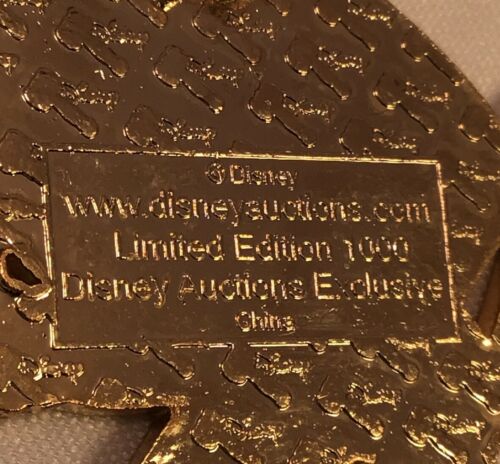 © Disney
www.disneyauctions.com
Limited Edition 1000
Disney Auctions Exclusive
China